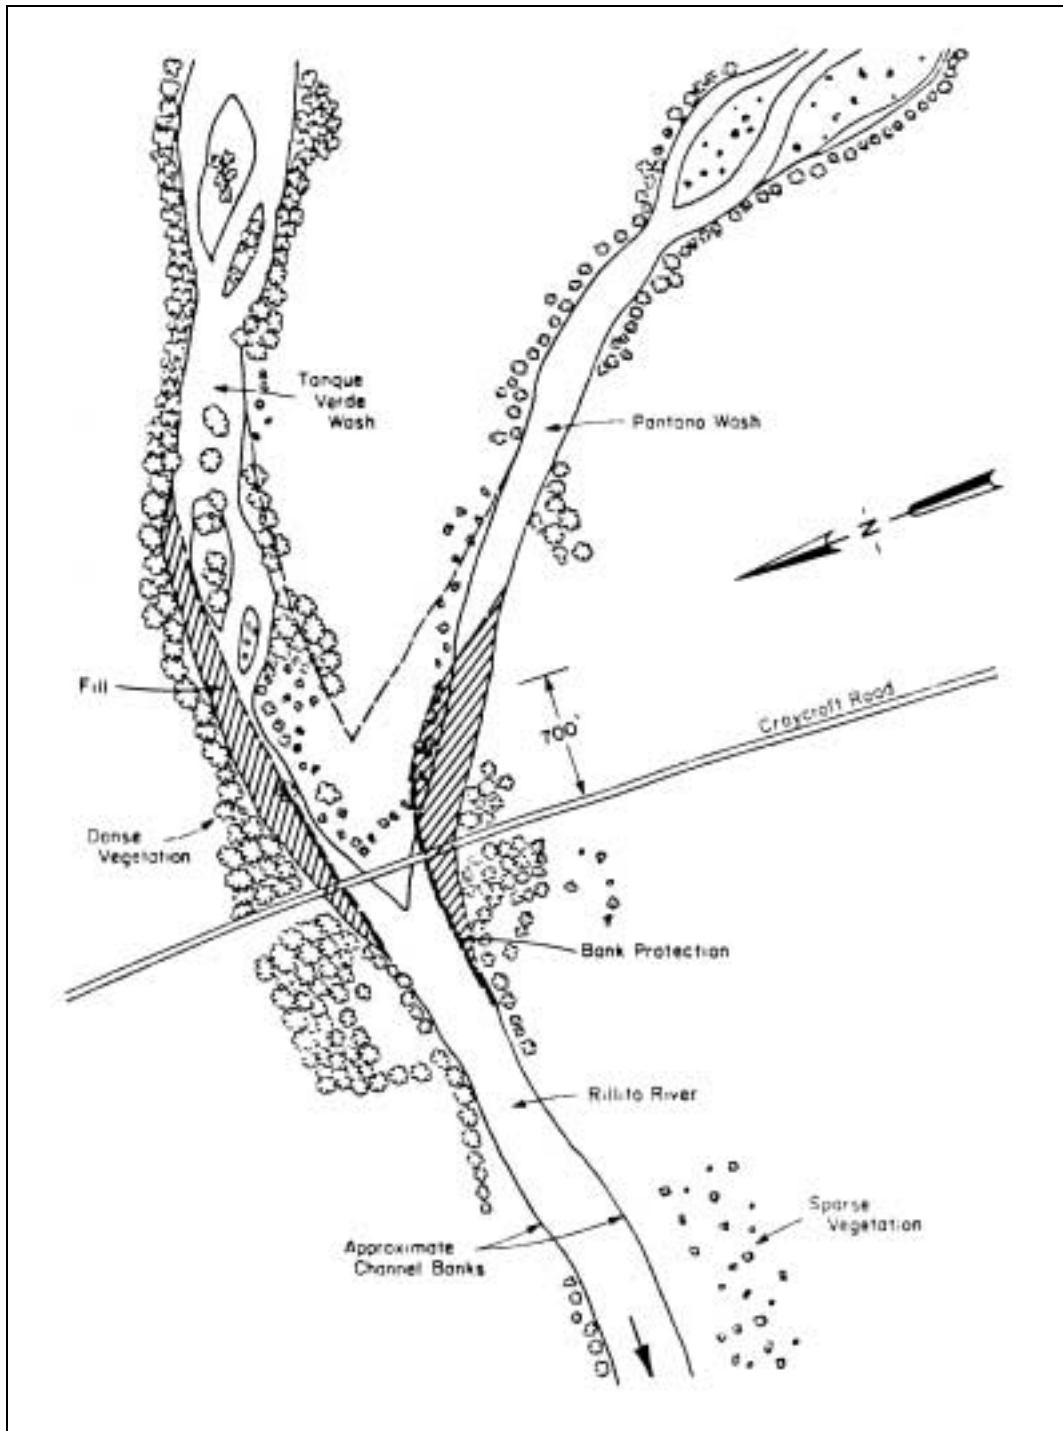 Tanque
Verde
Wash
Pantano Wash
N
Fill
700'
Craycroft Road
Dense
Vegetation
Bank Protection
Rillito River
Sparse
Vegetation
Approximate
Channel Banks